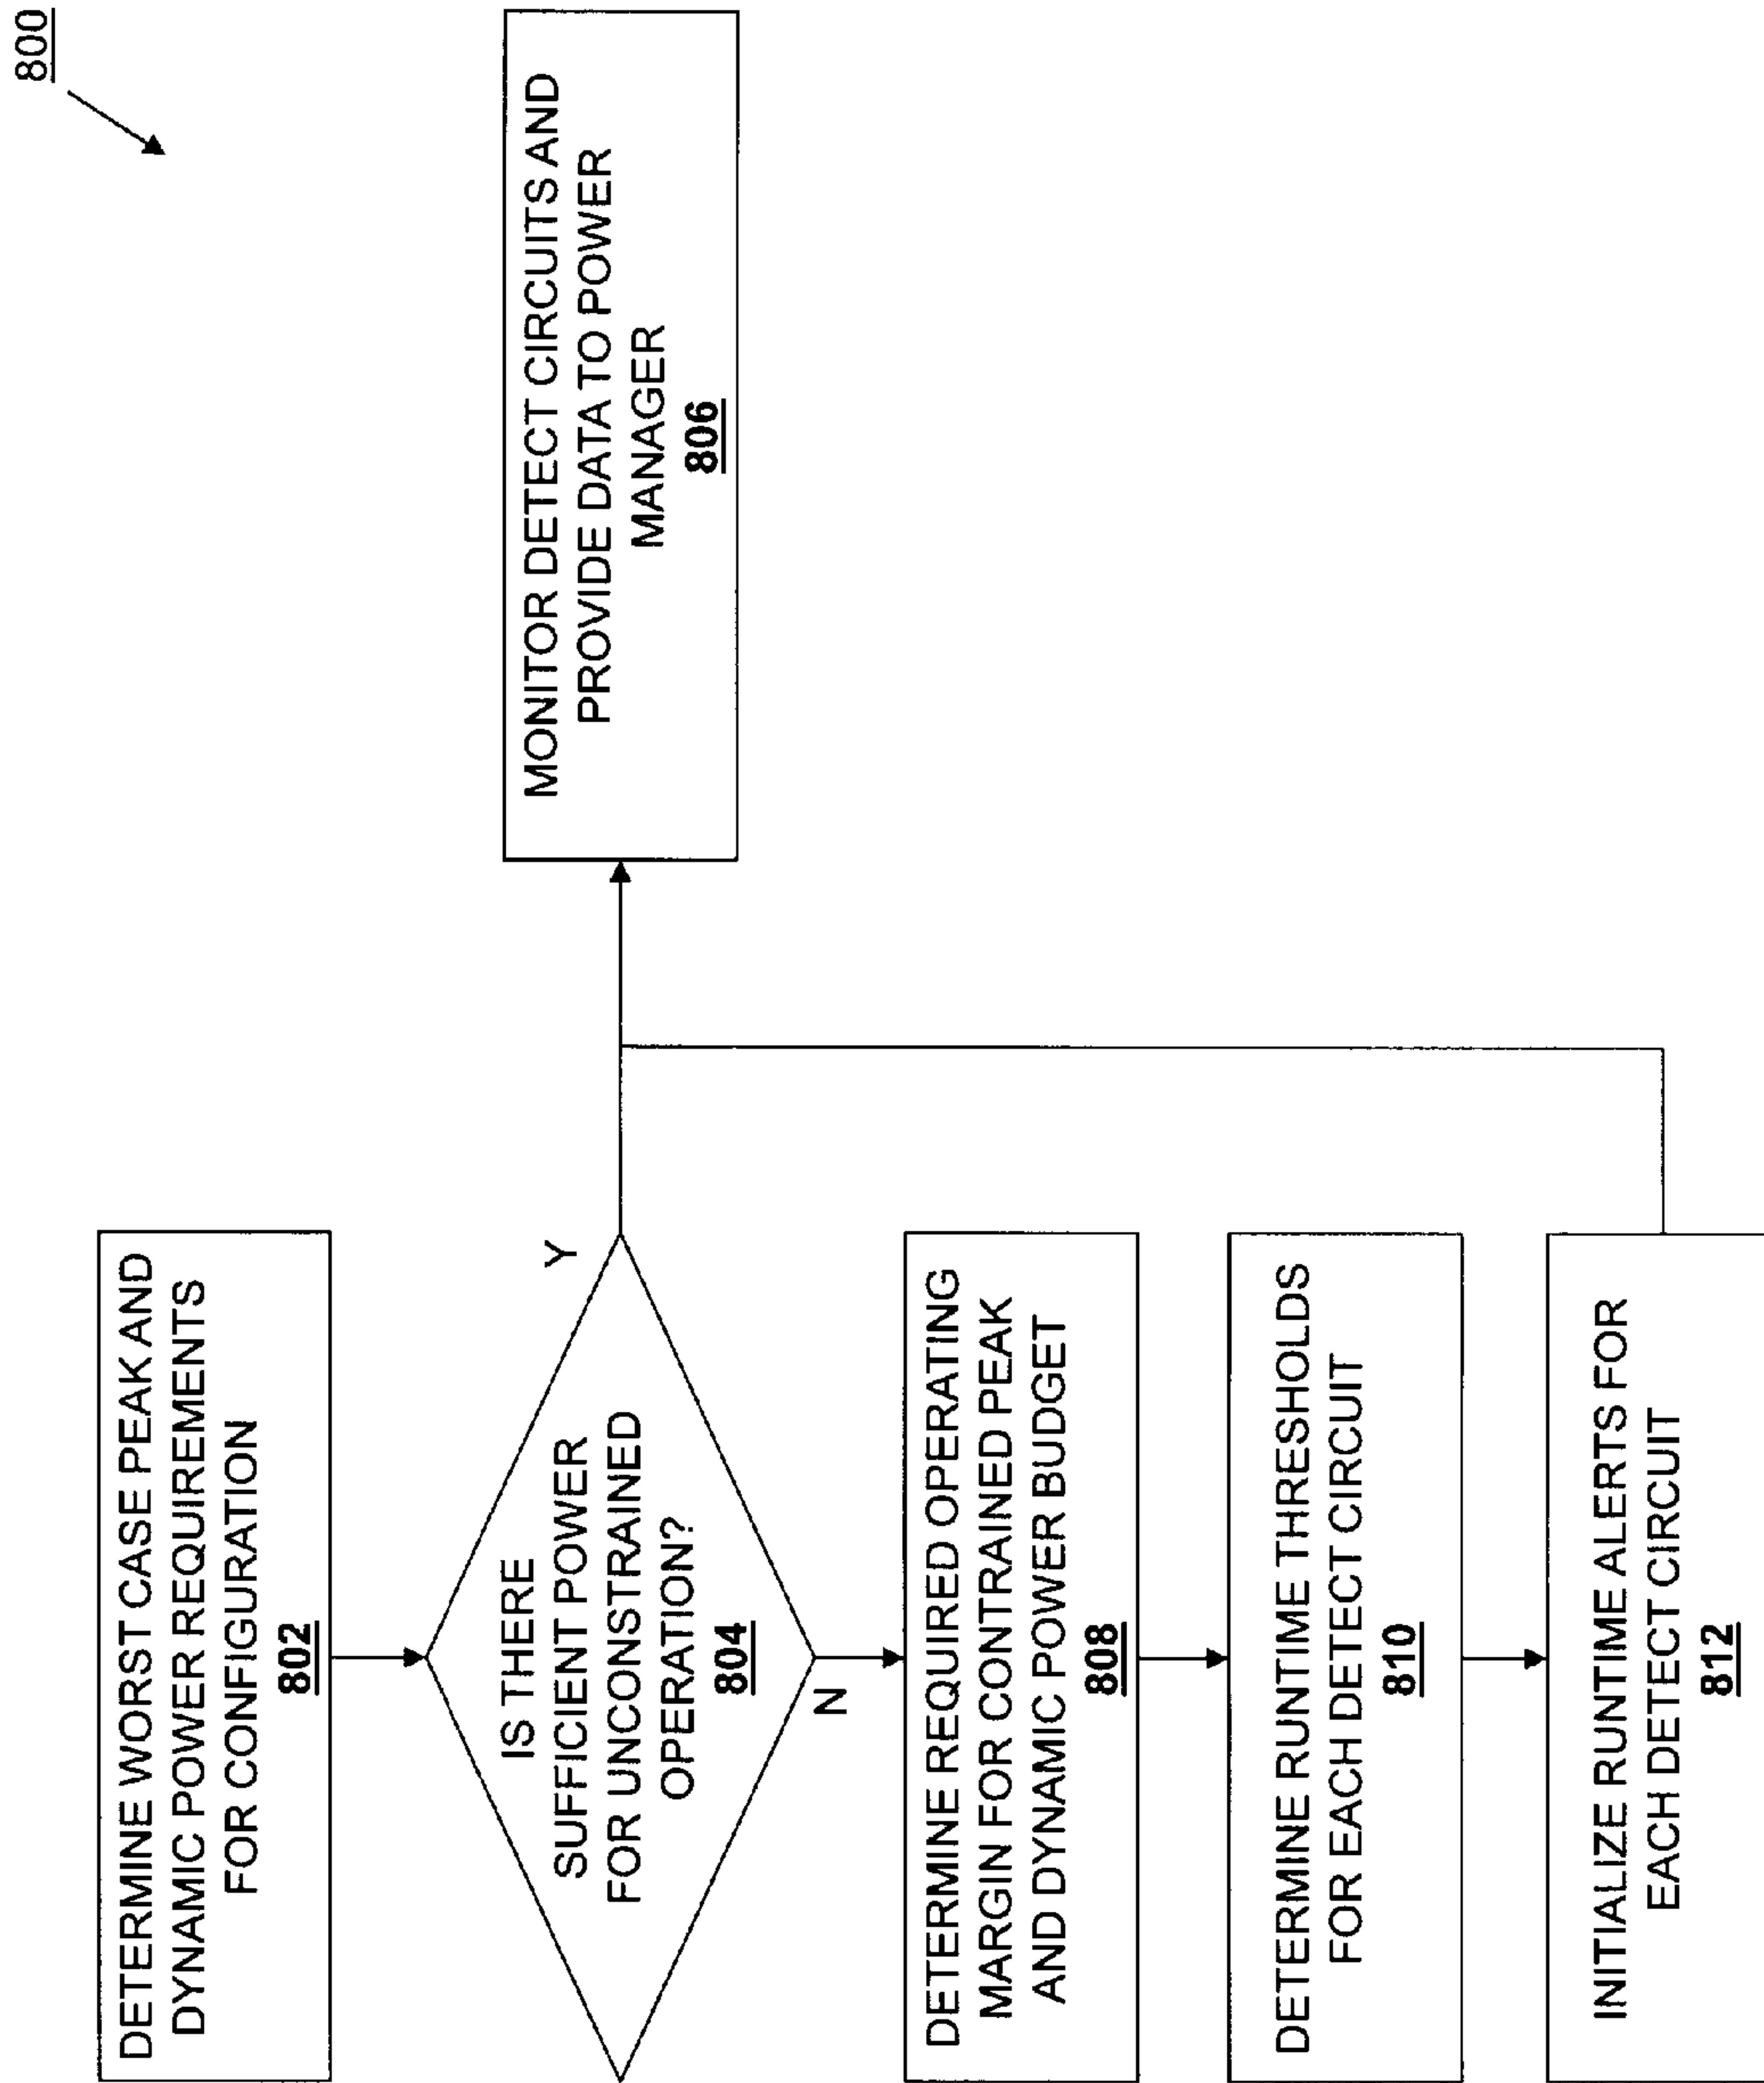 800
DETERMINE WORST CASE PEAK AND
DYNAMIC POWER REQUIREMENTS
FOR CONFIGURATION
802
IS THERE
SUFFICIENT POWER
FOR UNCONSTRAINED
OPERATION?
804
Y
N
MONITOR DETECT CIRCUITS AND
PROVIDE DATA TO POWER
MANAGER
806
DETERMINE REQUIRED OPERATING
MARGIN FOR CONTRAINED PEAK
AND DYNAMIC POWER BUDGET
808
DETERMINE RUNTIME THRESHOLDS
FOR EACH DETECT CIRCUIT
810
INITIALIZE RUNTIME ALERTS FOR
EACH DETECT CIRCUIT
812